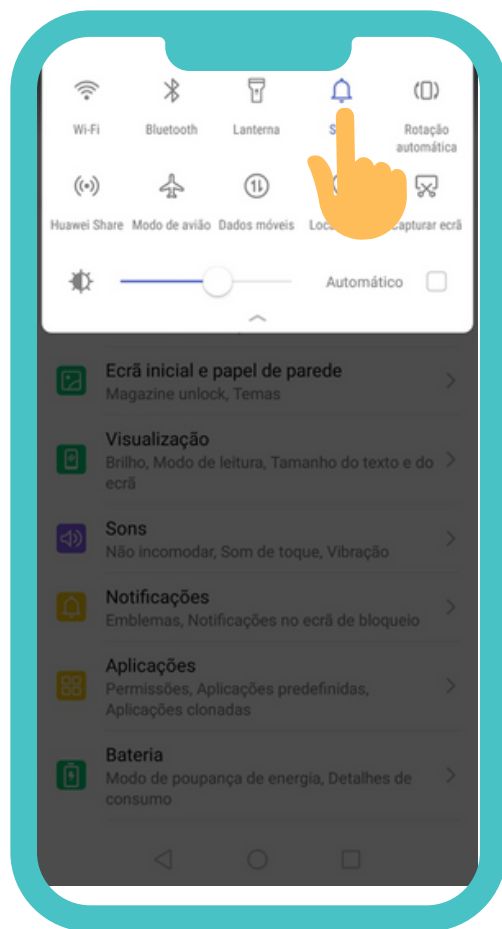 Wi-Fi
Bluetooth
Lanterna
Rotação
automática
Huawei Share
Modo de avião
Dados móveis
Capturar ecrã
Automático
Ecrã inicial e papel de parede
Magazine unlock, Temas
Visualização
Brilho, Modo de leitura, Tamanho do texto e do
ecrã
Sons
Não incomodar, Som de toque, Vibração
Notificações
Emblemas, Notificações no ecrã de bloqueio
Aplicações
Permissões, Aplicações predefinidas,
Aplicações clonadas
Bateria
Modo de poupança de energia, Detalhes de
consumo